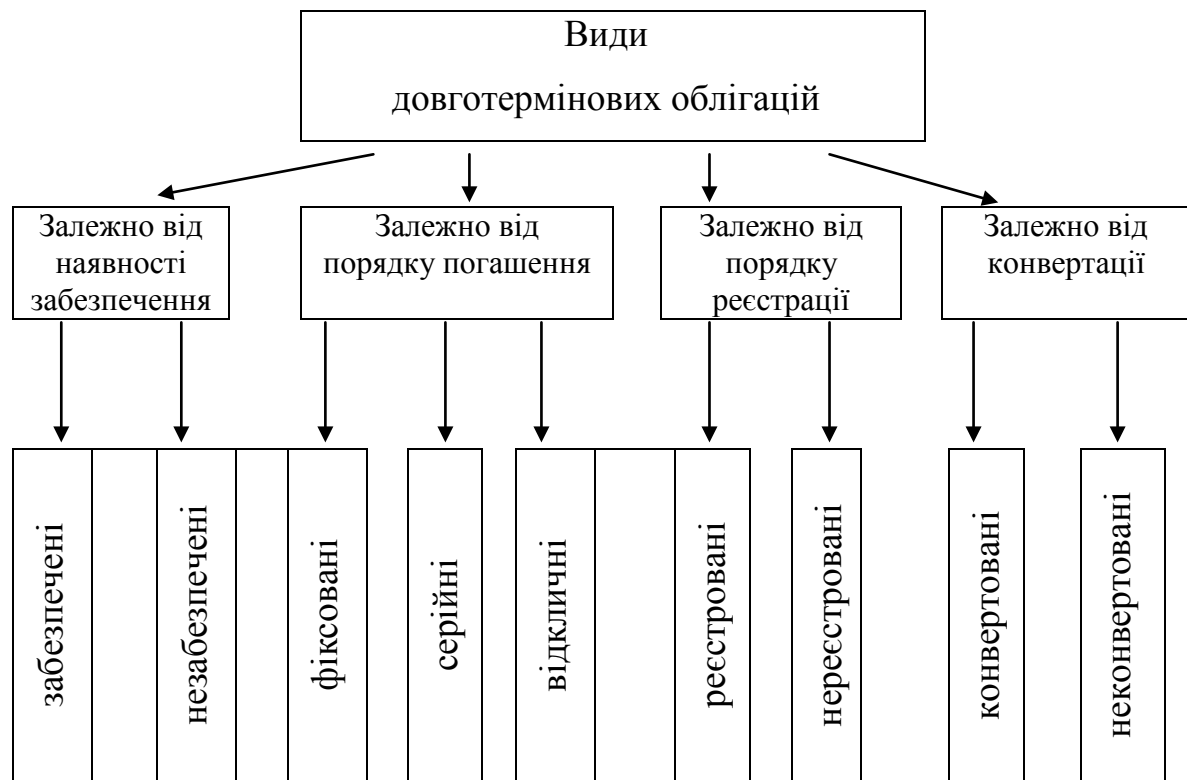 Види
довготермінових облігацій
Залежно від
наявності
забезпечення
Залежно від
порядку погашення
Залежно від
порядку
реєстрації
Залежно від
конвертації
забезпечені
незабезпечені
фіксовані
серійні
відкличні
реєстровані
нереєстровані
конвертовані
неконвертовані